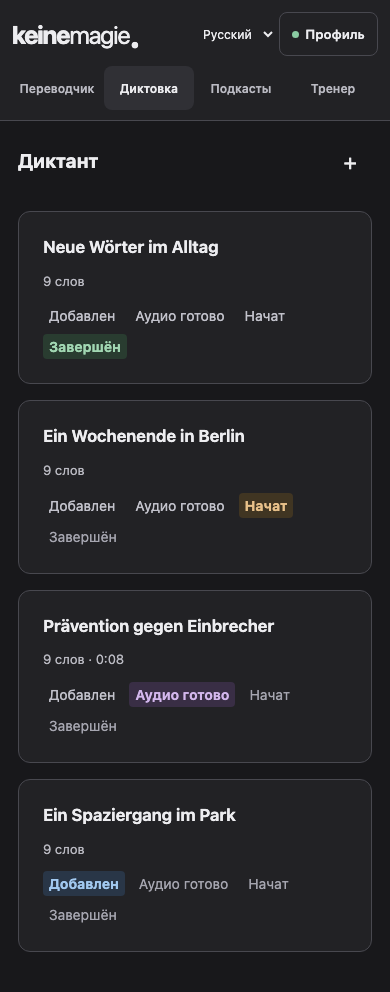 keinemagie.
Русский
Профиль
Переводчик Диктовка Подкасты Тренер
Диктант +
Neue Wörter im Alltag
9 слов
Добавлен Аудио готово Начат
Завершён
Ein Wochenende in Berlin
9 слов
Добавлен Аудио готово Начат
Завершён
Prävention gegen Einbrecher
9 слов · 0:08
Добавлен Аудио готово Начат
Завершён
Ein Spaziergang im Park
9 слов
Добавлен Аудио готово Начат
Завершён